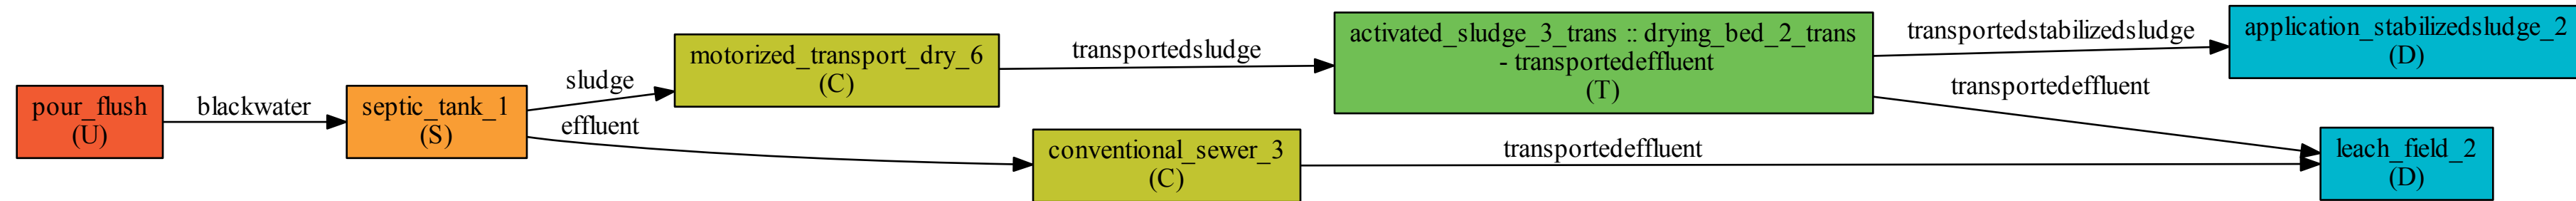 pour_flush
(U)
blackwater
septic_tank_1
(S)
sludge
effluent
motorized_transport_dry_6
(C)
transportedsludge
conventional_sewer_3
(C)
activated_sludge_3_trans :: drying_bed_2_trans
- transportedeffluent
(T)
transportedstabilizedsludge
transportedeffluent
transportedeffluent
application_stabilizedsludge_2
(D)
leach_field_2
(D)